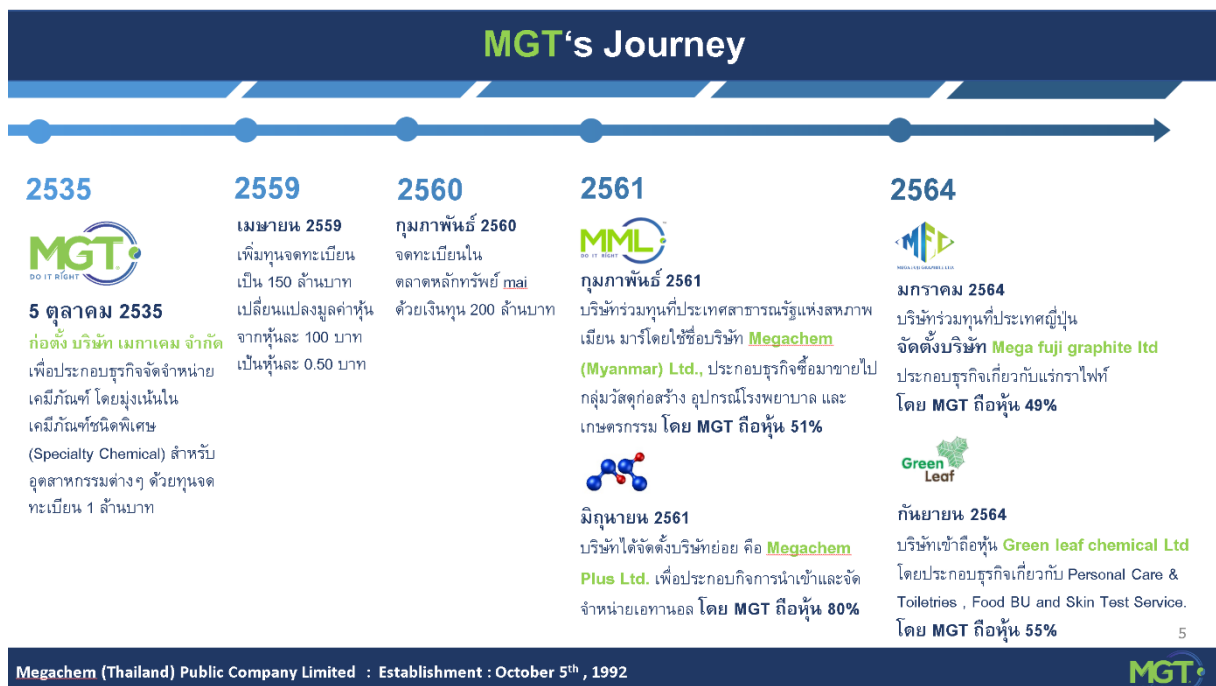 MGT‘s Journey
2535
MGT
DO IT RIGHT
5 ตุลาคม 2535
ก่อตั้ง บริษัท เมกาเคม จำกัด
เพื่อประกอบธุรกิจจัดจำหน่าย
เคมีภัณฑ์ โดยมุ่งเน้นใน
เคมีภัณฑ์ชนิดพิเศษ
(Specialty Chemical) สำหรับ
อุตสาหกรรมต่างๆ ด้วยทุนจด
ทะเบียน 1 ล้านบาท
2559
เมษายน 2559
เพิ่มทุนจดทะเบียน
เป็น 150 ล้านบาท
เปลี่ยนแปลงมูลค่าหุ้น
จากหุ้นละ 100 บาท
เป็นหุ้นละ 0.50 บาท
2560
กุมภาพันธ์ 2560
จดทะเบียนใน
ตลาดหลักทรัพย์ mai
ด้วยเงินทุน 200 ล้านบาท
2561
MML
DO IT RIGHT
กุมภาพันธ์ 2561
บริษัทร่วมทุนที่ประเทศสาธารณรัฐแห่งสหภาพ
เมียน มาร์โดยใช้ชื่อบริษัท Megachem
(Myanmar) Ltd., ประกอบธุรกิจซื้อมาขายไป
กลุ่มวัสดุก่อสร้าง อุปกรณ์โรงพยาบาล และ
เกษตรกรรม โดย MGT ถือหุ้น 51%
มิถุนายน 2561
บริษัทได้จัดตั้งบริษัทย่อย คือ Megachem
Plus Ltd. เพื่อประกอบกิจการนำเข้าและจัด
จำหน่ายเอทานอล โดย MGT ถือหุ้น 80%
2564
MFG
MEGA FUJI GRAPHITE LTD
มกราคม 2564
บริษัทร่วมทุนที่ประเทศญี่ปุ่น
จัดตั้งบริษัท Mega fuji graphite ltd
ประกอบธุรกิจเกี่ยวกับแร่กราไฟท์
โดย MGT ถือหุ้น 49%
Green
Leaf
กันยายน 2564
บริษัทเข้าถือหุ้น Green leaf chemical Ltd
โดยประกอบธุรกิจเกี่ยวกับ Personal Care &
Toiletries , Food BU and Skin Test Service.
โดย MGT ถือหุ้น 55%
5
Megachem (Thailand) Public Company Limited : Establishment : October 5th , 1992
MGT